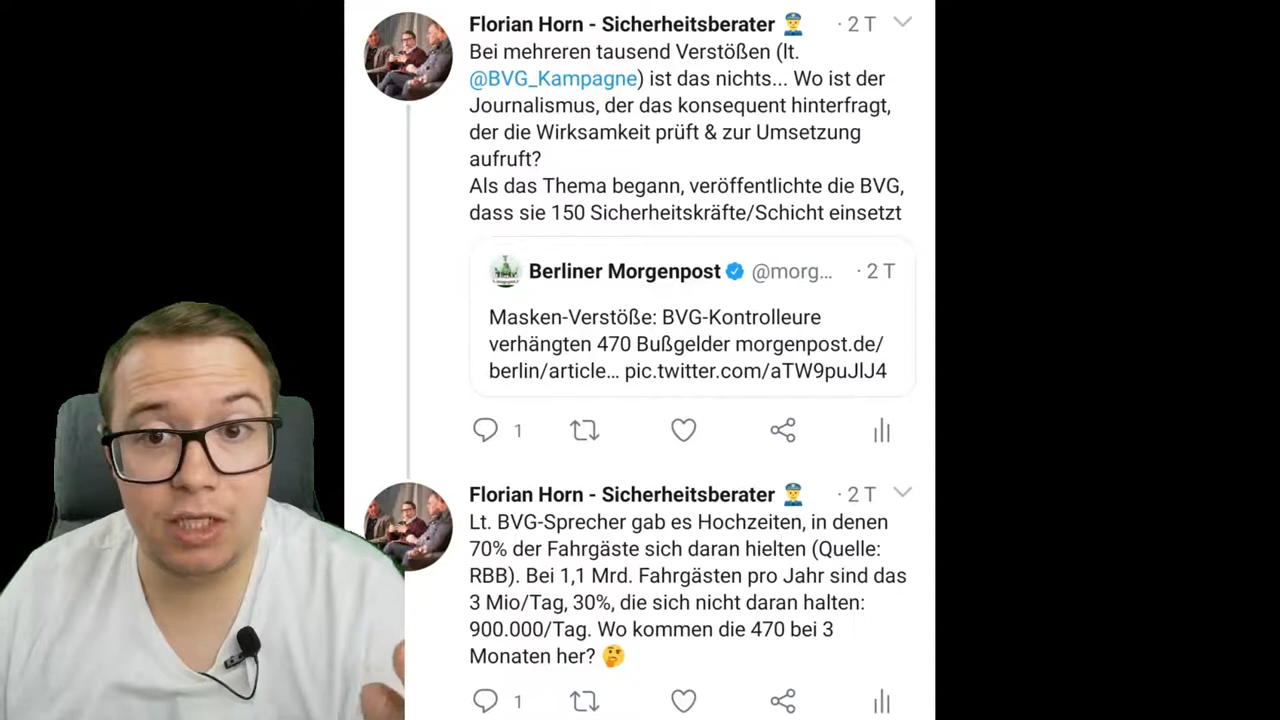 Florian Horn - Sicherheitsberater 👮‍♂️ · 2 T
Bei mehreren tausend Verstößen (lt.
@BVG_Kampagne) ist das nichts... Wo ist der
Journalismus, der das konsequent hinterfragt,
der die Wirksamkeit prüft & zur Umsetzung
aufruft?
Als das Thema begann, veröffentlichte die BVG,
dass sie 150 Sicherheitskräfte/Schicht einsetzt
Berliner Morgenpost @morg... · 2 T
Masken-Verstöße: BVG-Kontrolleure
verhängten 470 Bußgelder morgenpost.de/
berlin/article... pic.twitter.com/aTW9puJlJ4
1
Florian Horn - Sicherheitsberater 👮‍♂️ · 2 T
Lt. BVG-Sprecher gab es Hochzeiten, in denen
70% der Fahrgäste sich daran hielten (Quelle:
RBB). Bei 1,1 Mrd. Fahrgästen pro Jahr sind das
3 Mio/Tag, 30%, die sich nicht daran halten:
900.000/Tag. Wo kommen die 470 bei 3
Monaten her? 🤔
1